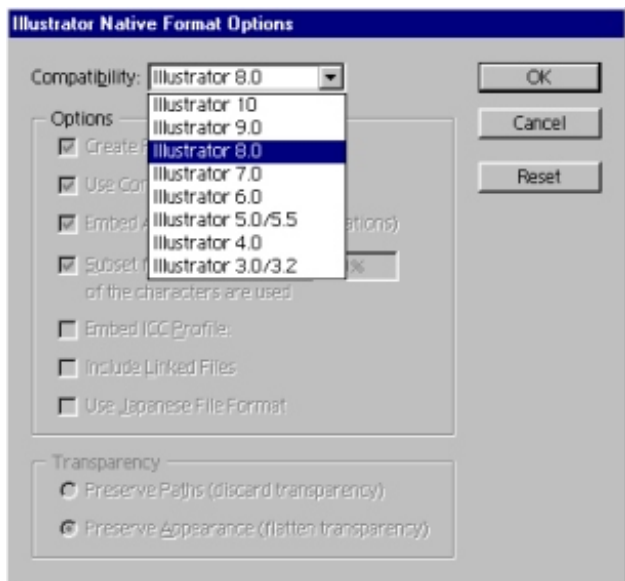 Illustrator Native Format Options
Compatibility: Illustrator 8.0
OK
Illustrator 10
Illustrator 9.0
Illustrator 8.0
Illustrator 7.0
Illustrator 6.0
Illustrator 5.0/5.5
Illustrator 4.0
Illustrator 3.0/3.2
Cancel
Reset
Options
Create
Use
Embed ations)
Subset %
of the characters are used
Embed ICC Profile:
Include Linked Files
Use Japanese File Format
Transparency
Preserve Paths (discard transparency)
Preserve Appearance (flatten transparency)